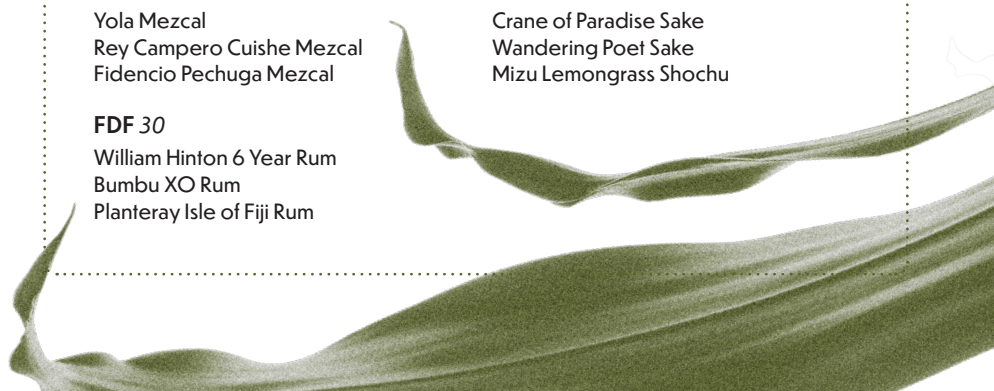 Yola Mezcal
Rey Campero Cuishe Mezcal
Fidencio Pechuga Mezcal
FDF 30
William Hinton 6 Year Rum
Bumbu XO Rum
Planteray Isle of Fiji Rum
Crane of Paradise Sake
Wandering Poet Sake
Mizu Lemongrass Shochu